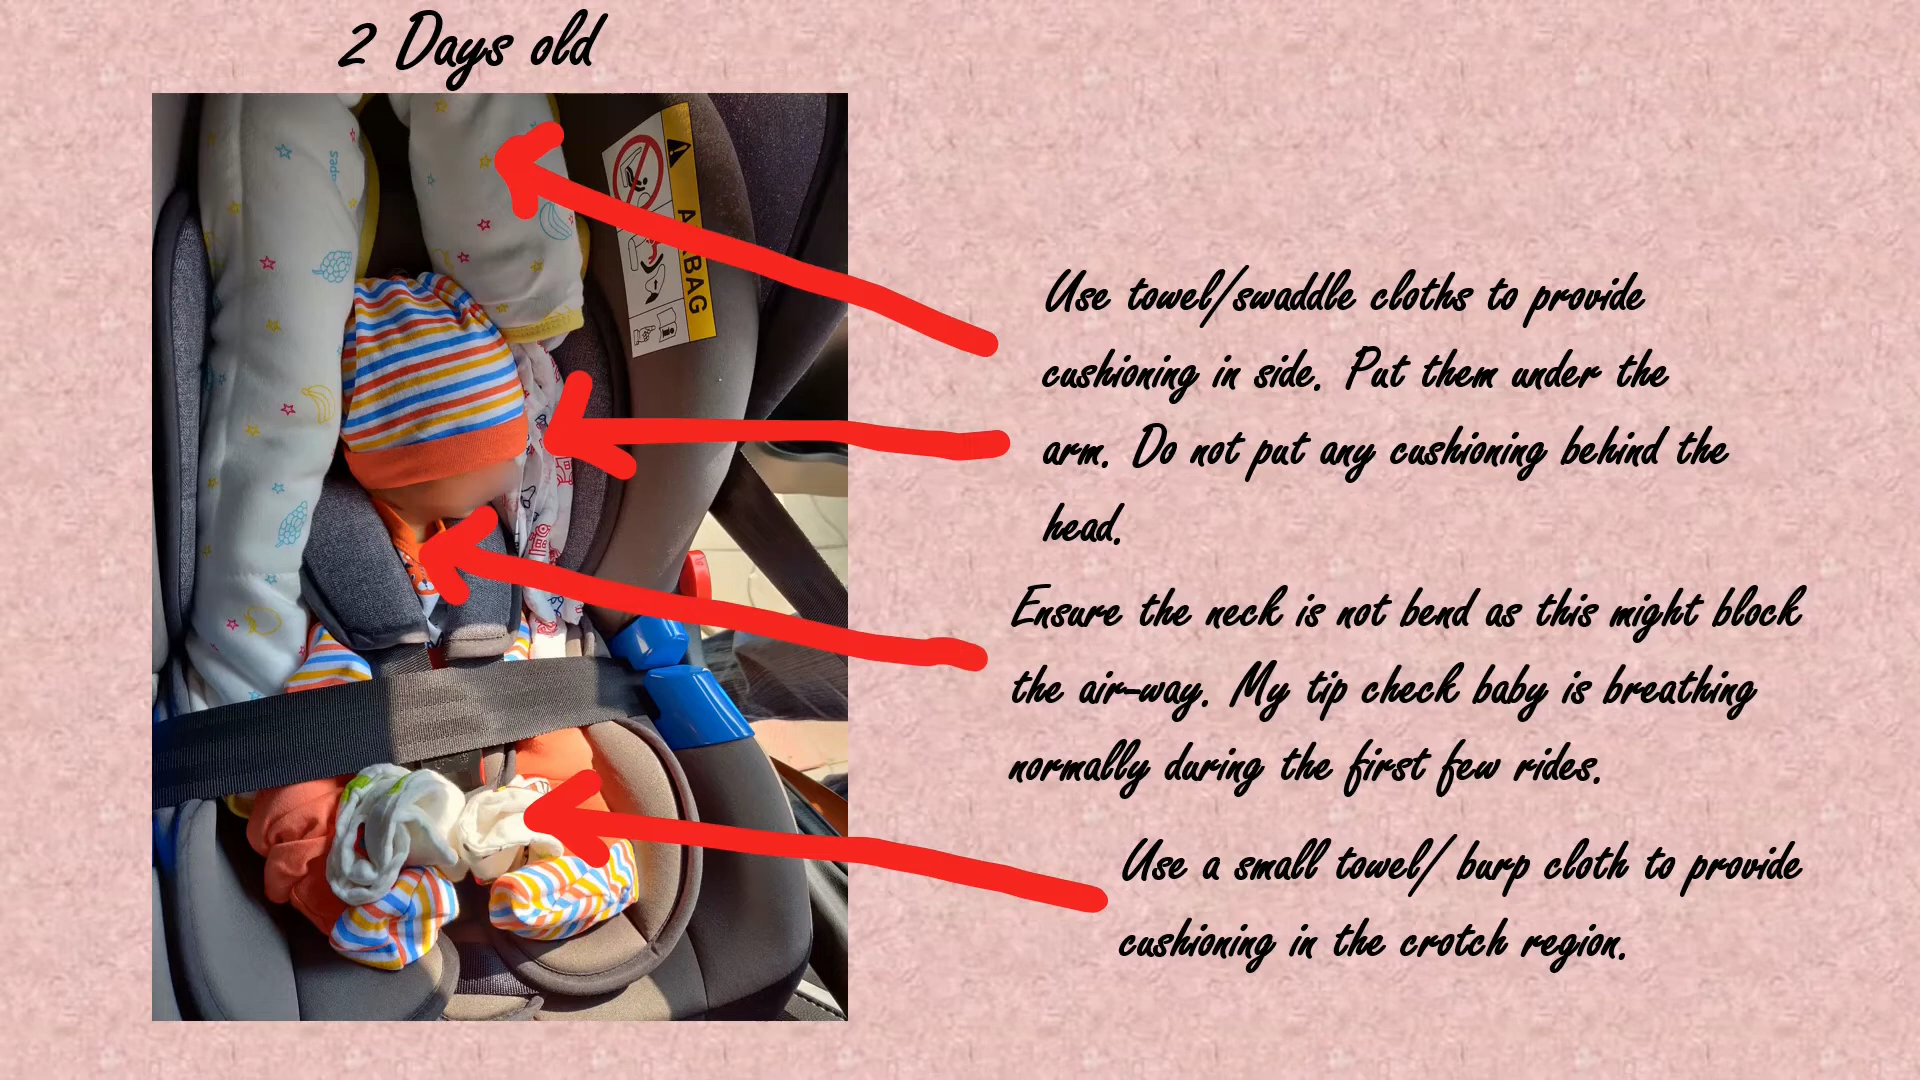 2 Days old
AIRBAG
Use towel/swaddle cloths to provide
cushioning in side. Put them under the
arm. Do not put any cushioning behind the
head.
Ensure the neck is not bend as this might block
the air-way. My tip check baby is breathing
normally during the first few rides.
Use a small towel/ burp cloth to provide
cushioning in the crotch region.